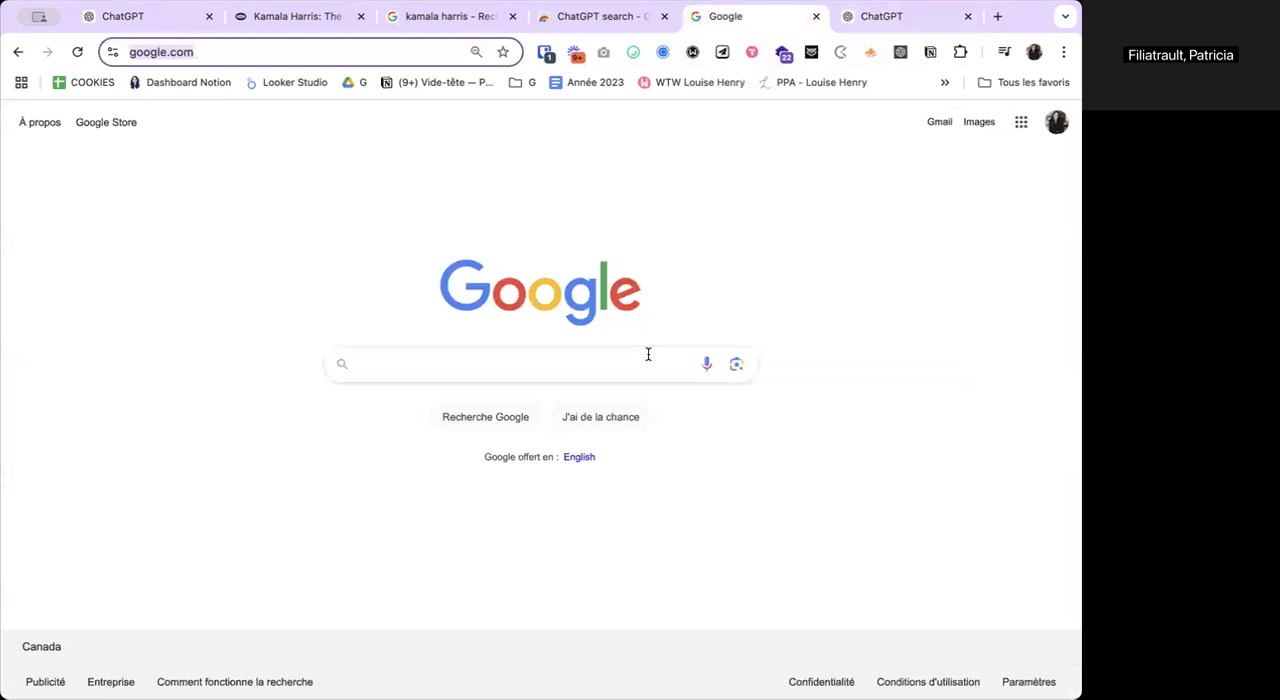 ChatGPT
Kamala Harris: The
kamala harris - Rec
ChatGPT search - C
Google
ChatGPT
google.com
1
9+
22
COOKIES
Dashboard Notion
Looker Studio
G
(9+) Vide-tête — P...
G
Année 2023
WTW Louise Henry
PPA - Louise Henry
»
Tous les favoris
À propos
Google Store
Gmail
Images
Google
Recherche Google
J'ai de la chance
Google offert en : English
Canada
Publicité
Entreprise
Comment fonctionne la recherche
Confidentialité
Conditions d'utilisation
Paramètres
Filiatrault, Patricia